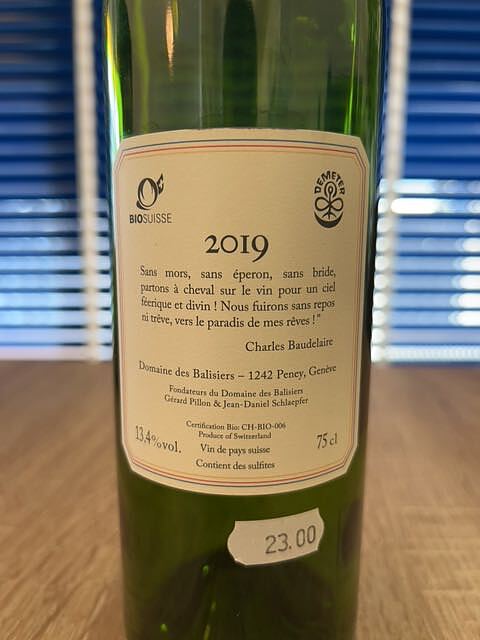 BIOSUISSE
DEMETER
2019
Sans mors, sans éperon, sans bride,
partons à cheval sur le vin pour un ciel
féerique et divin ! Nous fuirons sans repos
ni trêve, vers le paradis de mes rêves ! "
Charles Baudelaire
Domaine des Balisiers – 1242 Peney, Genève
Fondateurs du Domaine des Balisiers
Gérard Pillon & Jean-Daniel Schlaepfer
Certification Bio: CH-BIO-006
Produce of Switzerland
13,4%vol.
Vin de pays suisse
75 cl
Contient des sulfites
23.00